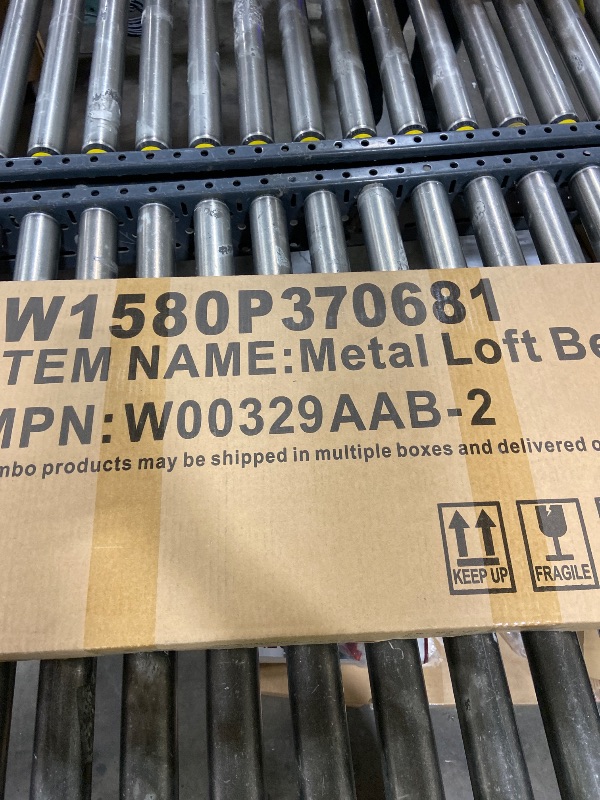 W1580P370681
TEM NAME:Metal Loft Be
MPN:W00329AAB-2
mbo products may be shipped in multiple boxes and delivered o
KEEP UP
FRAGILE